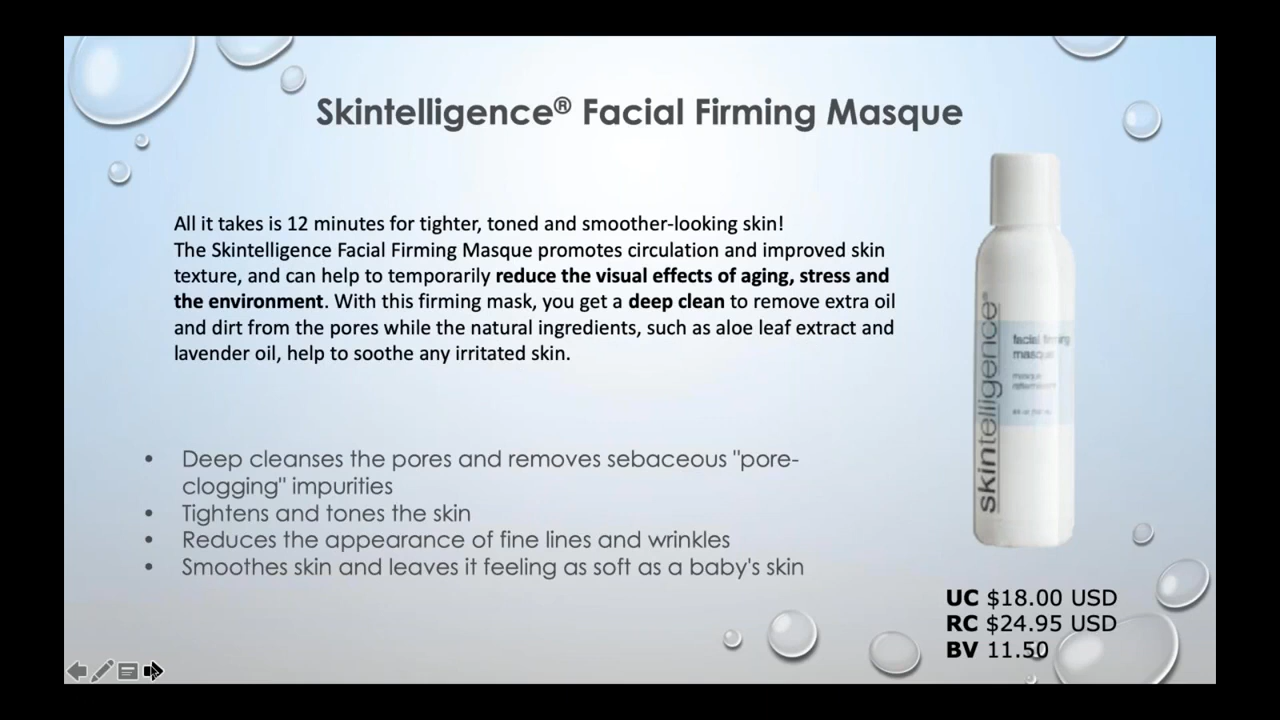 Skintelligence® Facial Firming Masque
All it takes is 12 minutes for tighter, toned and smoother-looking skin!
The Skintelligence Facial Firming Masque promotes circulation and improved skin
texture, and can help to temporarily reduce the visual effects of aging, stress and
the environment. With this firming mask, you get a deep clean to remove extra oil
and dirt from the pores while the natural ingredients, such as aloe leaf extract and
lavender oil, help to soothe any irritated skin.
• Deep cleanses the pores and removes sebaceous "pore-
clogging" impurities
• Tightens and tones the skin
• Reduces the appearance of fine lines and wrinkles
• Smoothes skin and leaves it feeling as soft as a baby's skin
skintelligence®
facial firming
masque
UC $18.00 USD
RC $24.95 USD
BV 11.50